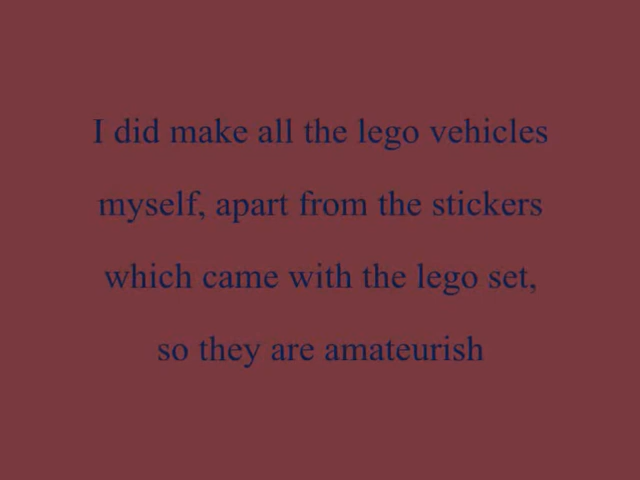 I did make all the lego vehicles
myself, apart from the stickers
which came with the lego set,
so they are amateurish